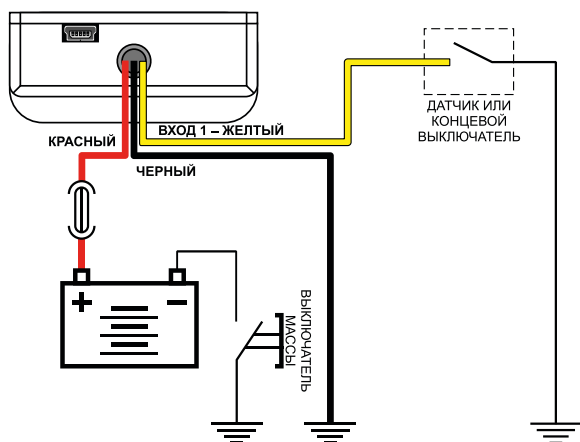 ДАТЧИК ИЛИ
КОНЦЕВОЙ
ВЫКЛЮЧАТЕЛЬ
ВХОД 1 – ЖЕЛТЫЙ
КРАСНЫЙ
ЧЕРНЫЙ
+ –
ВЫКЛЮЧАТЕЛЬ
МАССЫ